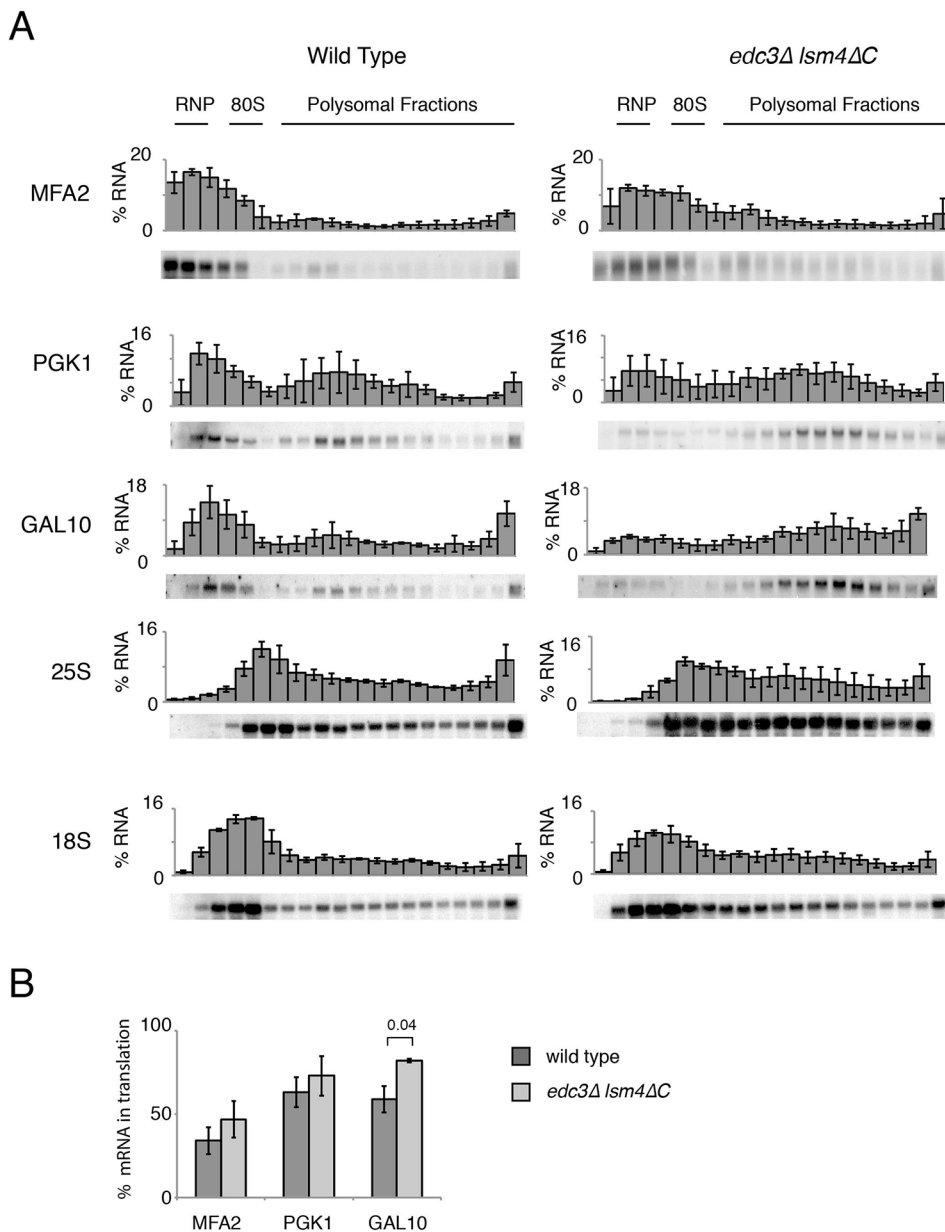 A
Wild Type
edc3Δ lsm4ΔC
RNP 80S Polysomal Fractions
RNP 80S Polysomal Fractions
MFA2
% RNA
20
0
% RNA
20
0
PGK1
% RNA
16
0
% RNA
16
0
GAL10
% RNA
18
0
% RNA
18
0
25S
% RNA
16
0
% RNA
16
0
18S
% RNA
16
0
% RNA
16
0
B
% mRNA in translation
100
50
0
0.04
MFA2 PGK1 GAL10
wild type
edc3Δ lsm4ΔC